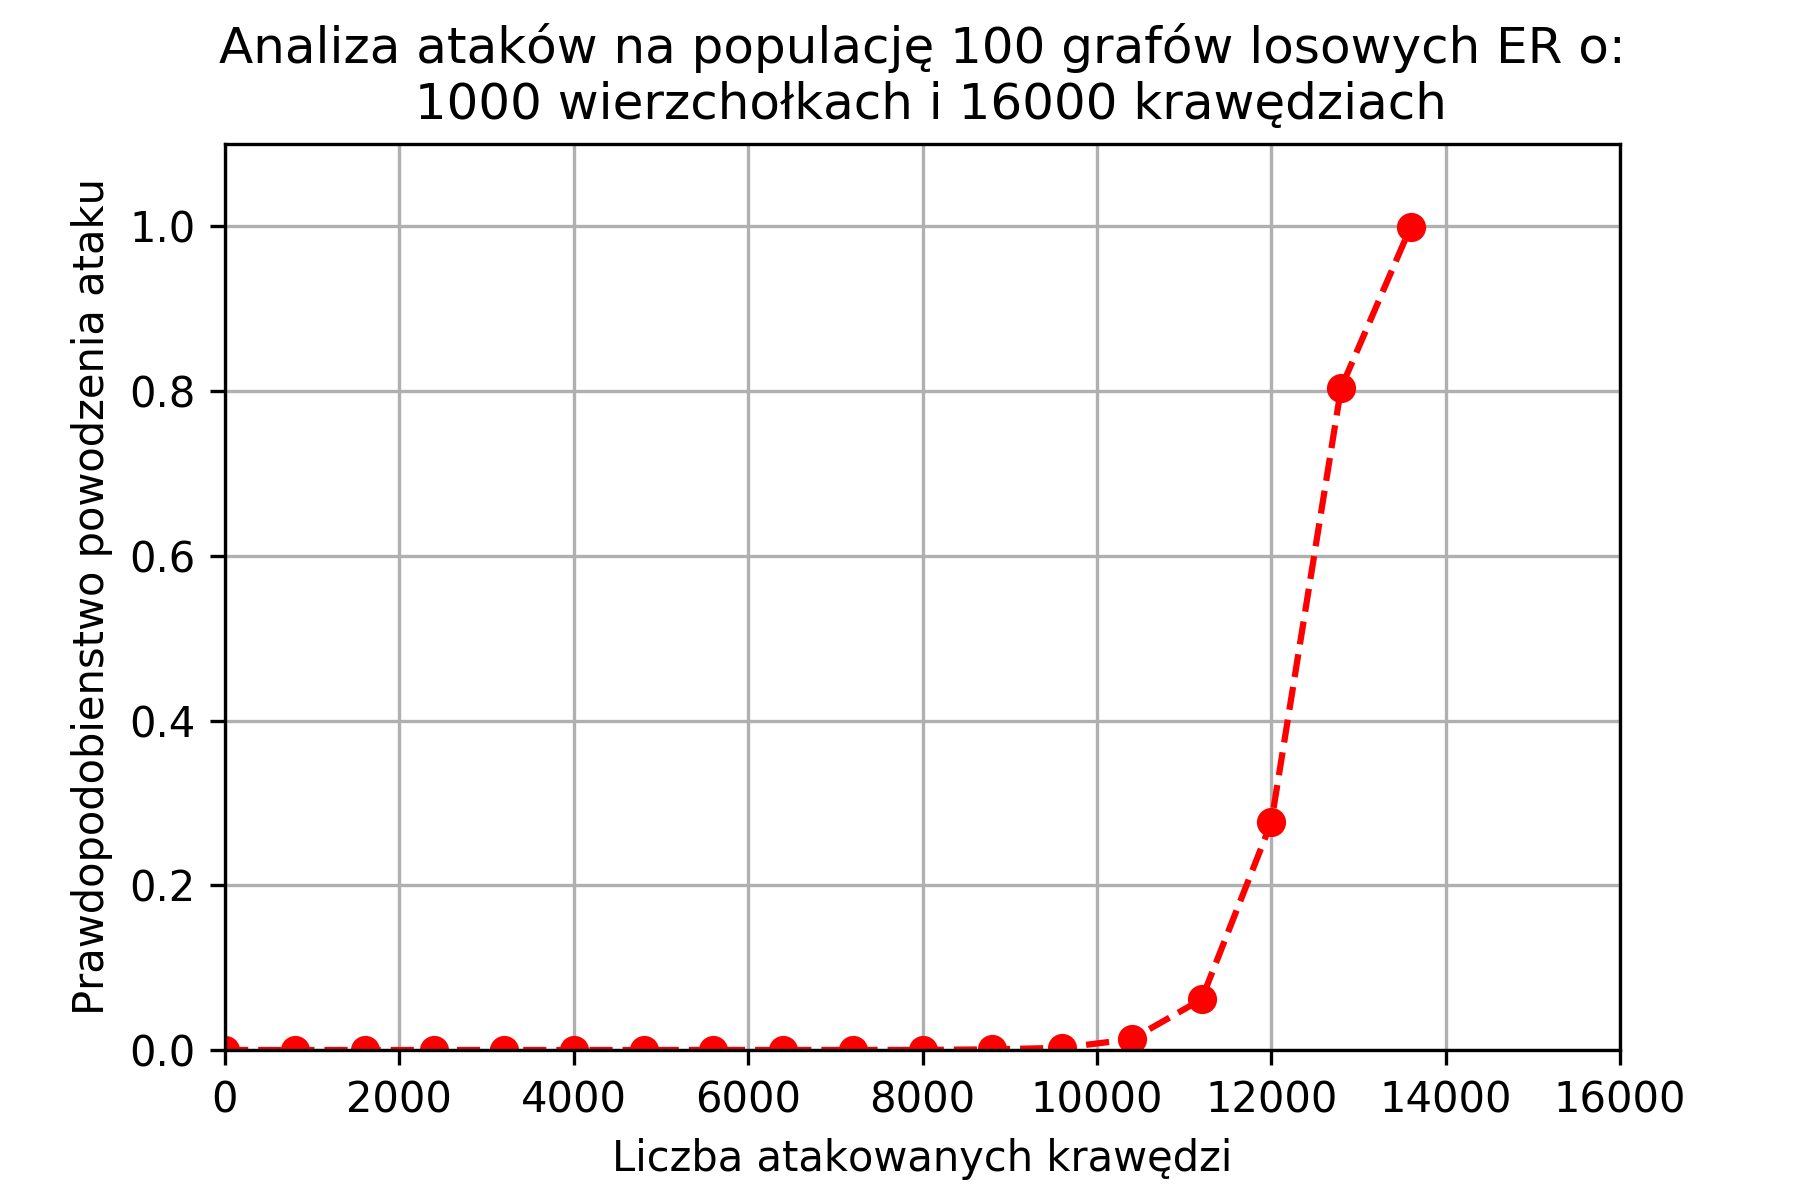 Analiza ataków na populację 100 grafów losowych ER o:
1000 wierzchołkach i 16000 krawędziach
Prawdopodobienstwo powodzenia ataku
1.0
0.8
0.6
0.4
0.2
0.0
0 2000 4000 6000 8000 10000 12000 14000 16000
Liczba atakowanych krawędzi